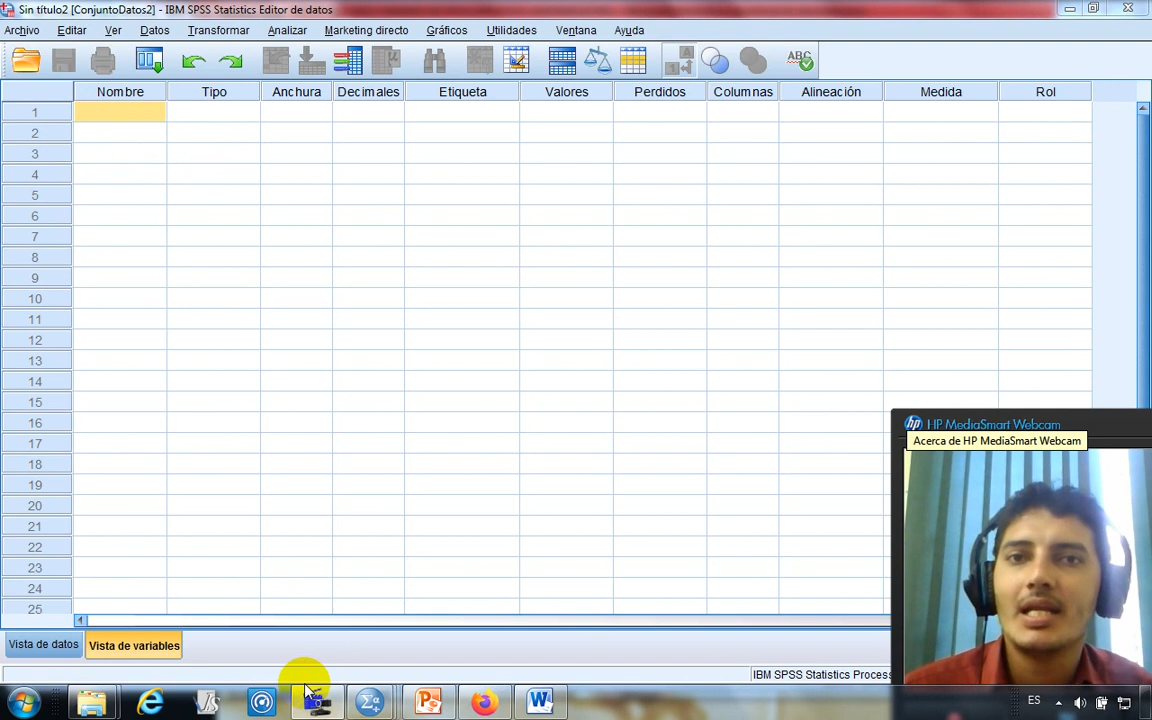 Sin título2 [ConjuntoDatos2] - IBM SPSS Statistics Editor de datos
Archivo Editar Ver Datos Transformar Analizar Marketing directo Gráficos Utilidades Ventana Ayuda
A
1
ABC
Nombre Tipo Anchura Decimales Etiqueta Valores Perdidos Columnas Alineación Medida Rol
1
2
3
4
5
6
7
8
9
10
11
12
13
14
15
16
17
18
19
20
21
22
23
24
25
hp HP MediaSmart Webcam
Acerca de HP MediaSmart Webcam
Vista de datos Vista de variables
IBM SPSS Statistics Proces
ES